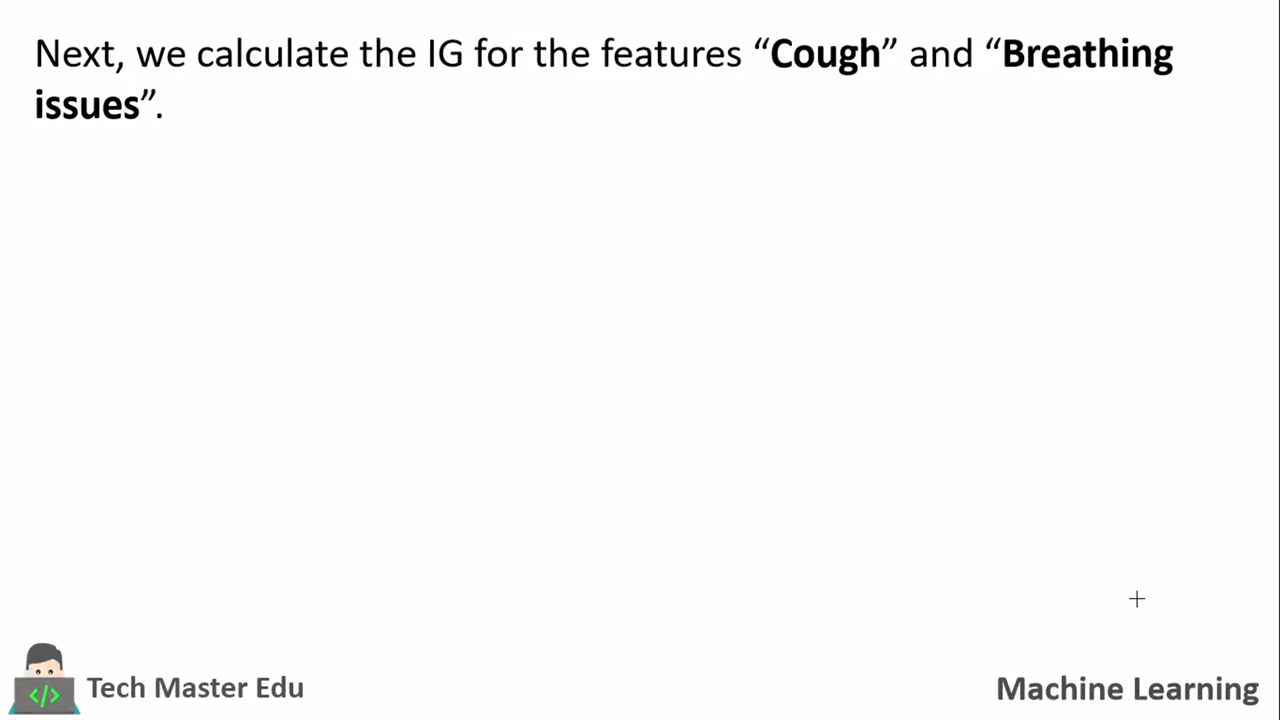 Next, we calculate the IG for the features “Cough” and “Breathing
issues”.
</>
Tech Master Edu
Machine Learning